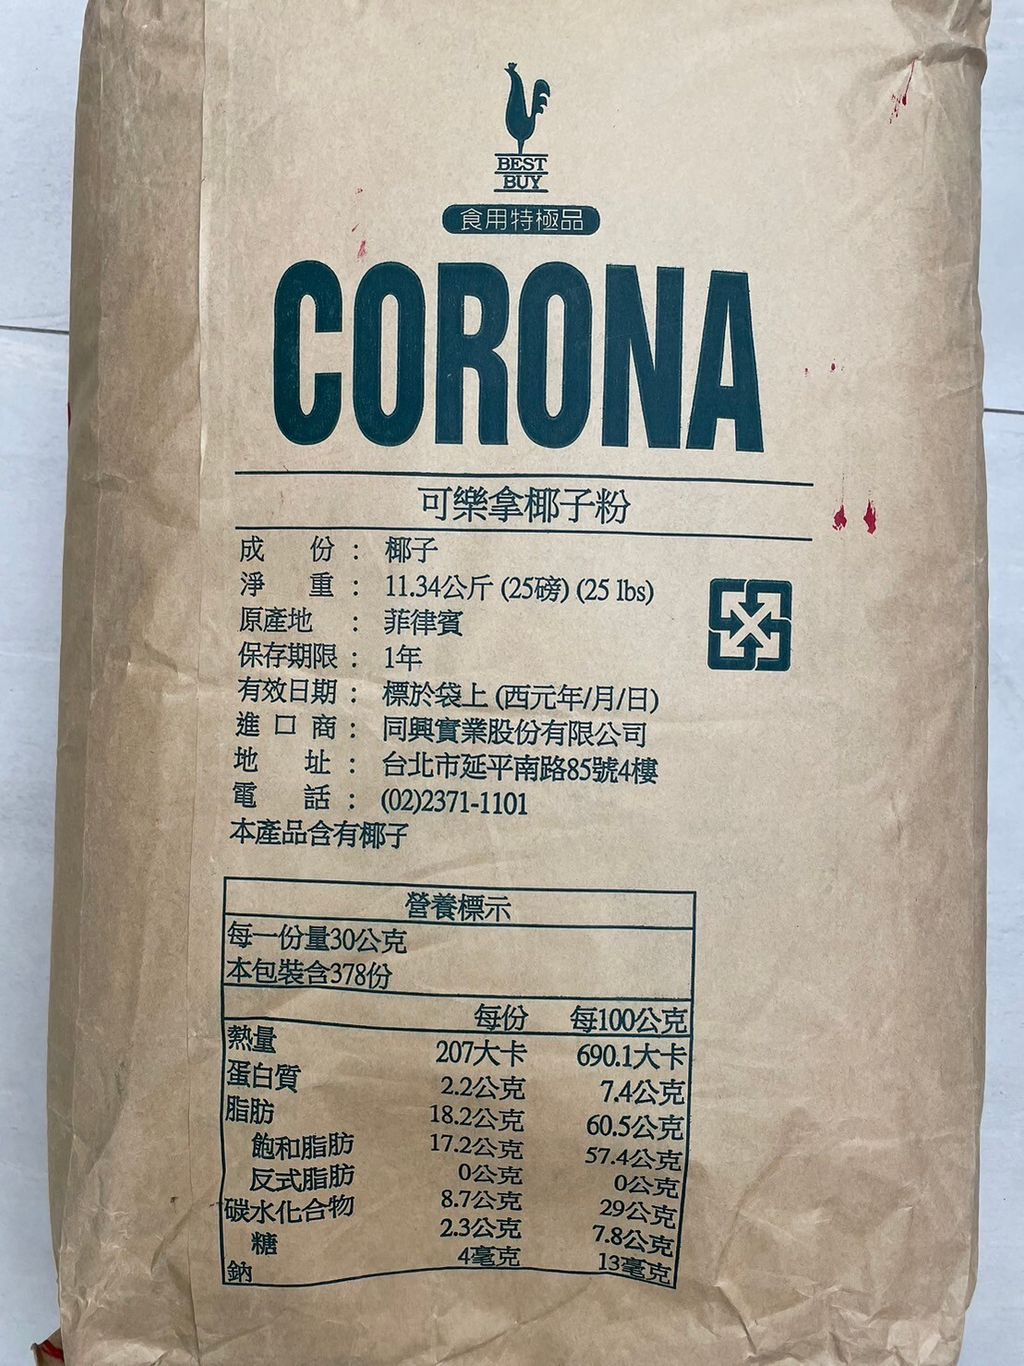 BEST
BUY
食用特極品
CORONA
可樂拿椰子粉
成份：椰子
淨重：11.34公斤 (25磅) (25 lbs)
原產地：菲律賓
保存期限：1年
有效日期：標於袋上 (西元年/月/日)
進口商：同興實業股份有限公司
地址：台北市延平南路85號4樓
電話：(02)2371-1101
本產品含有椰子
營養標示
每一份量30公克
本包裝含378份
每份 每100公克
熱量 207大卡 690.1大卡
蛋白質 2.2公克 7.4公克
脂肪 18.2公克 60.5公克
飽和脂肪 17.2公克 57.4公克
反式脂肪 0公克 0公克
碳水化合物 8.7公克 29公克
糖 2.3公克 7.8公克
鈉 4毫克 13毫克